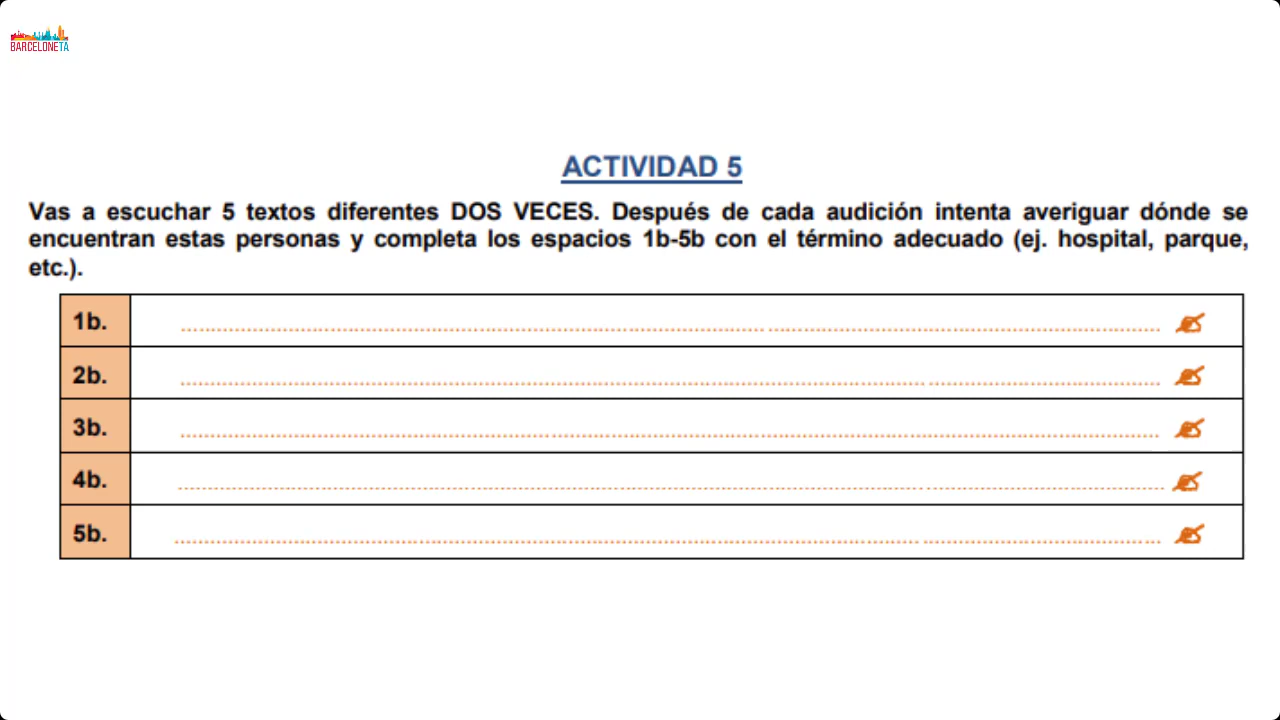 BARCELONETA
ACTIVIDAD 5
Vas a escuchar 5 textos diferentes DOS VECES. Después de cada audición intenta averiguar dónde se
encuentran estas personas y completa los espacios 1b-5b con el término adecuado (ej. hospital, parque,
etc.).
1b. ........................................................................
2b. ........................................................................
3b. ........................................................................
4b. ........................................................................
5b. ........................................................................